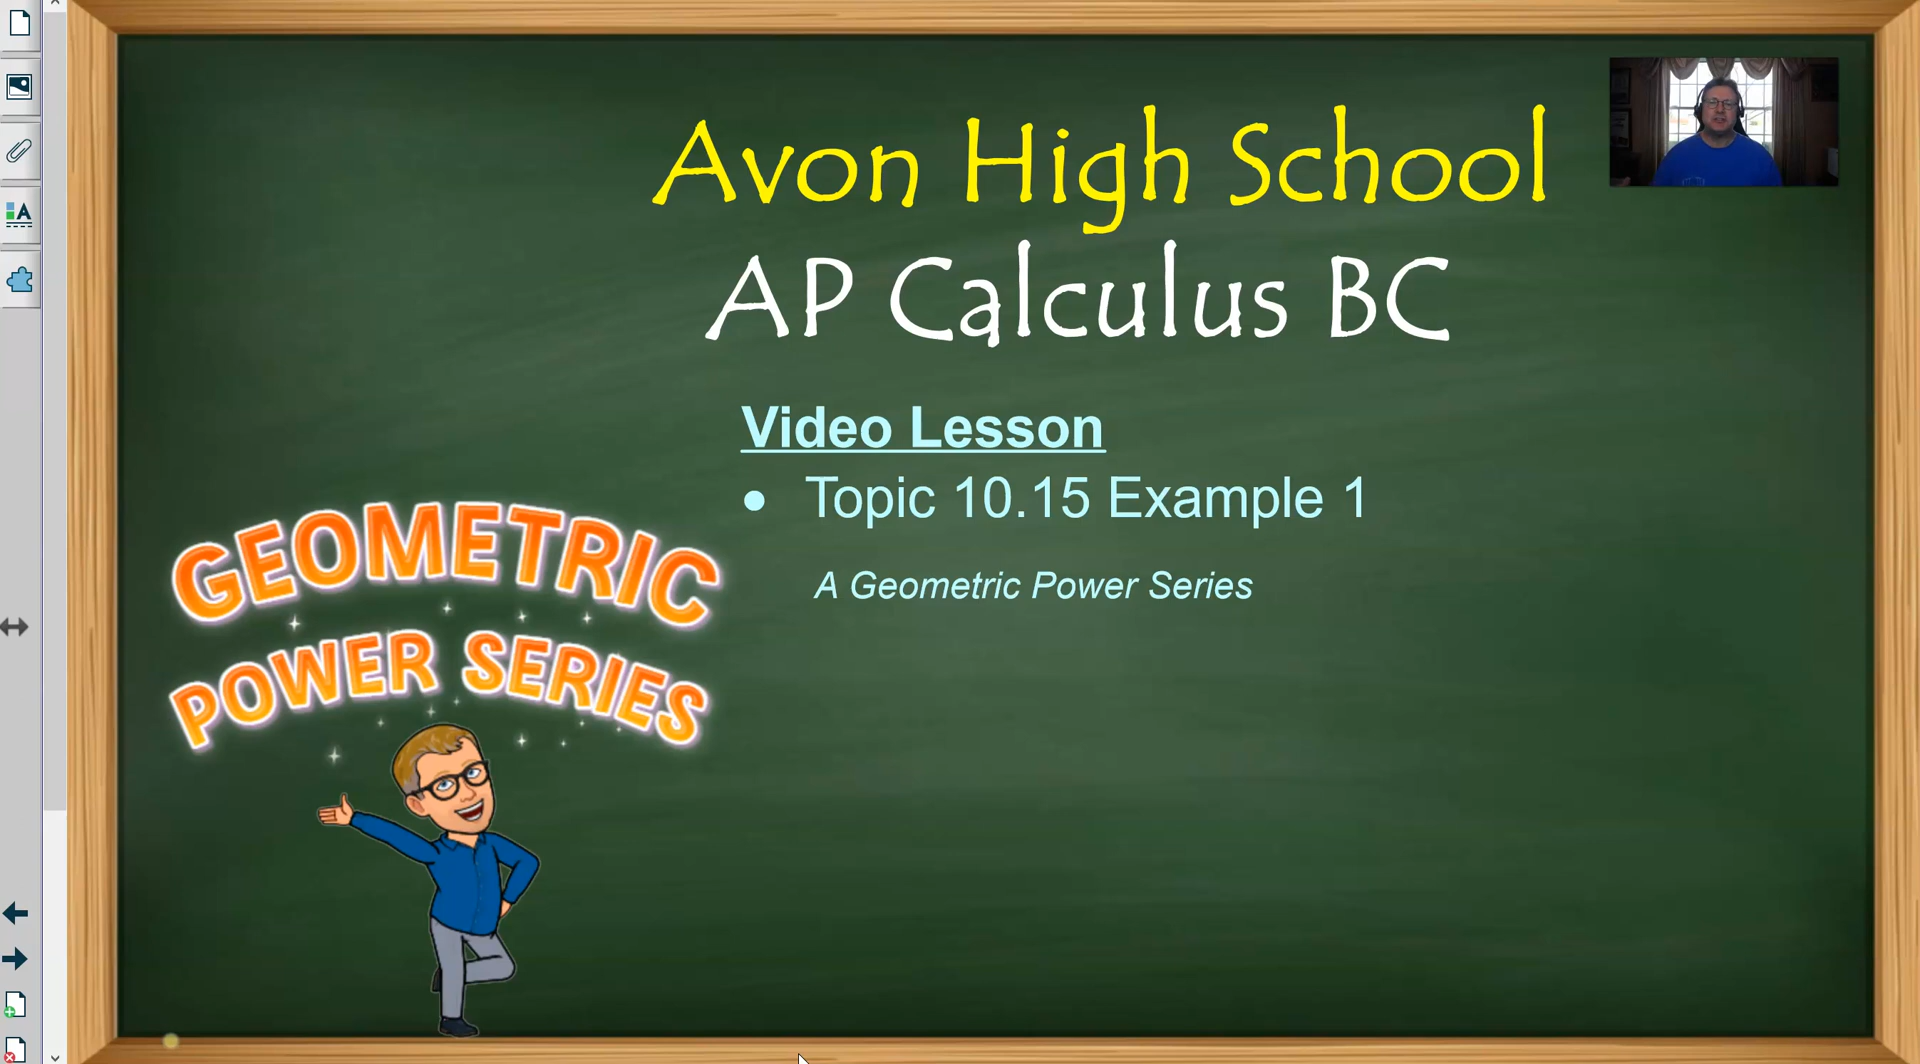 Avon High School
AP Calculus BC
Video Lesson
• Topic 10.15 Example 1
A Geometric Power Series
GEOMETRIC
POWER SERIES